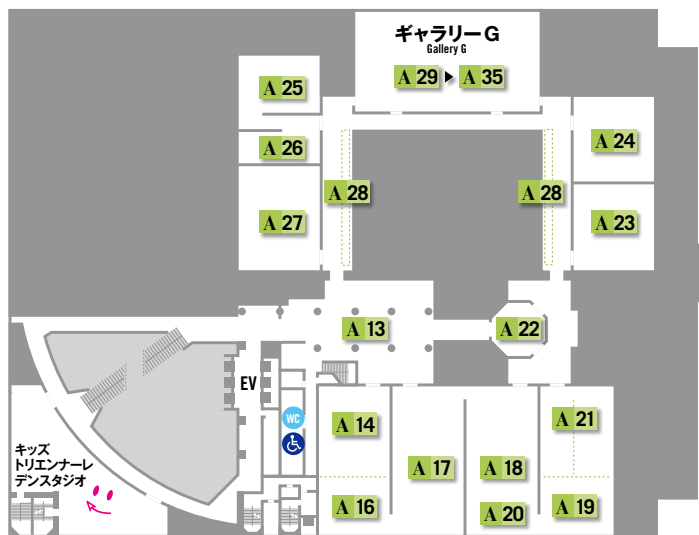 ギャラリーG
Gallery G
A 29 ▶ A 35
A 25
A 26
A 27
A 28
A 28
A 24
A 23
A 13
A 22
EV
WC
A 14
A 16
A 17
A 18
A 20
A 21
A 19
キッズ
トリエンナーレ
デンスタジオ